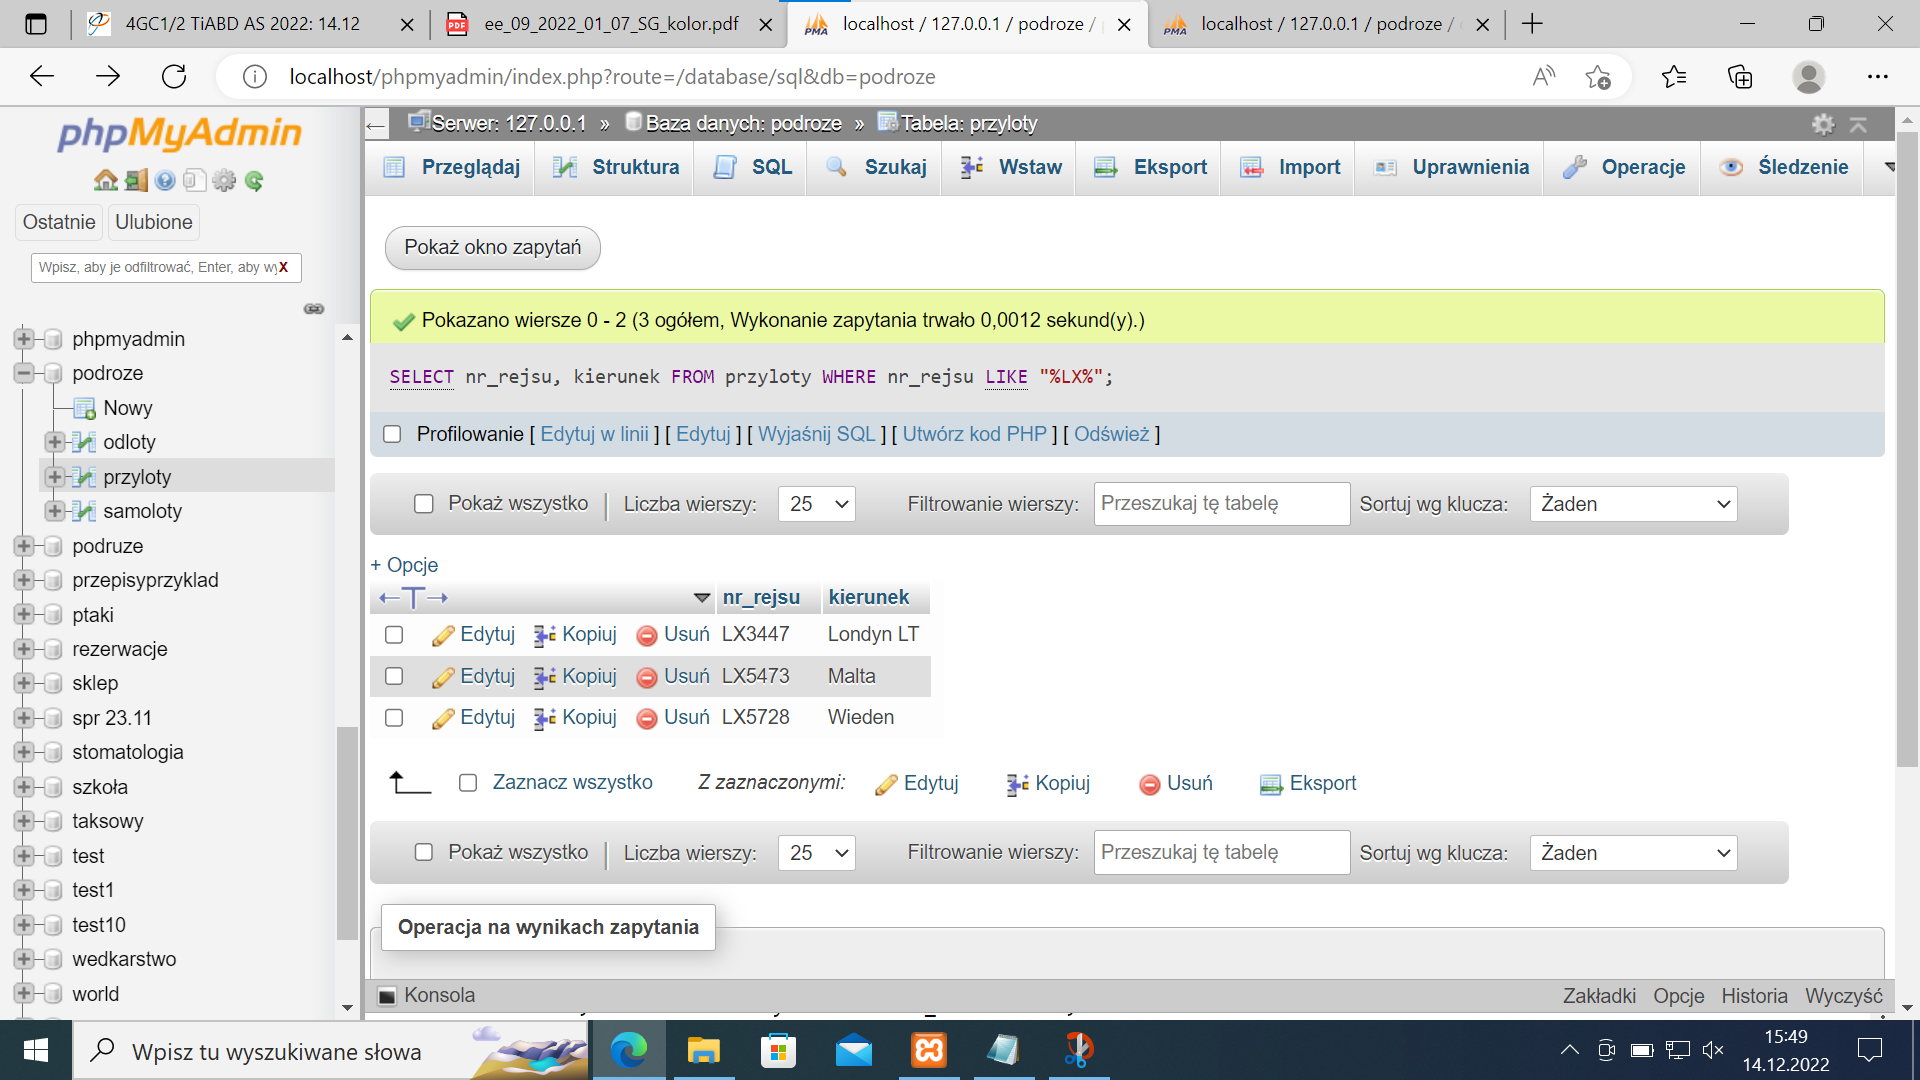 4GC1/2 TiABD AS 2022: 14.12
ee_09_2022_01_07_SG_kolor.pdf
localhost / 127.0.0.1 / podroze /
localhost / 127.0.0.1 / podroze /
localhost/phpmyadmin/index.php?route=/database/sql&db=podroze
phpMyAdmin
Ostatnie
Ulubione
Wpisz, aby je odfiltrować, Enter, aby wy
X
phpmyadmin
podroze
Nowy
odloty
przyloty
samoloty
podruze
przepisyprzyklad
ptaki
rezerwacje
sklep
spr 23.11
stomatologia
szkoła
taksowy
test
test1
test10
wedkarstwo
world
Serwer: 127.0.0.1 » Baza danych: podroze » Tabela: przyloty
Przeglądaj
Struktura
SQL
Szukaj
Wstaw
Eksport
Import
Uprawnienia
Operacje
Śledzenie
Pokaż okno zapytań
Pokazano wiersze 0 - 2 (3 ogółem, Wykonanie zapytania trwało 0,0012 sekund(y).)
SELECT nr_rejsu, kierunek FROM przyloty WHERE nr_rejsu LIKE "%LX%";
Profilowanie [ Edytuj w linii ] [ Edytuj ] [ Wyjaśnij SQL ] [ Utwórz kod PHP ] [ Odśwież ]
Pokaż wszystko | Liczba wierszy: 25 Filtrowanie wierszy: Przeszukaj tę tabelę Sortuj wg klucza: Żaden
+ Opcje
←T→ nr_rejsu kierunek
Edytuj Kopiuj Usuń LX3447 Londyn LT
Edytuj Kopiuj Usuń LX5473 Malta
Edytuj Kopiuj Usuń LX5728 Wieden
Zaznacz wszystko Z zaznaczonymi: Edytuj Kopiuj Usuń Eksport
Pokaż wszystko | Liczba wierszy: 25 Filtrowanie wierszy: Przeszukaj tę tabelę Sortuj wg klucza: Żaden
Operacja na wynikach zapytania
Konsola
Zakładki Opcje Historia Wyczyść
Wpisz tu wyszukiwane słowa
15:49
14.12.2022